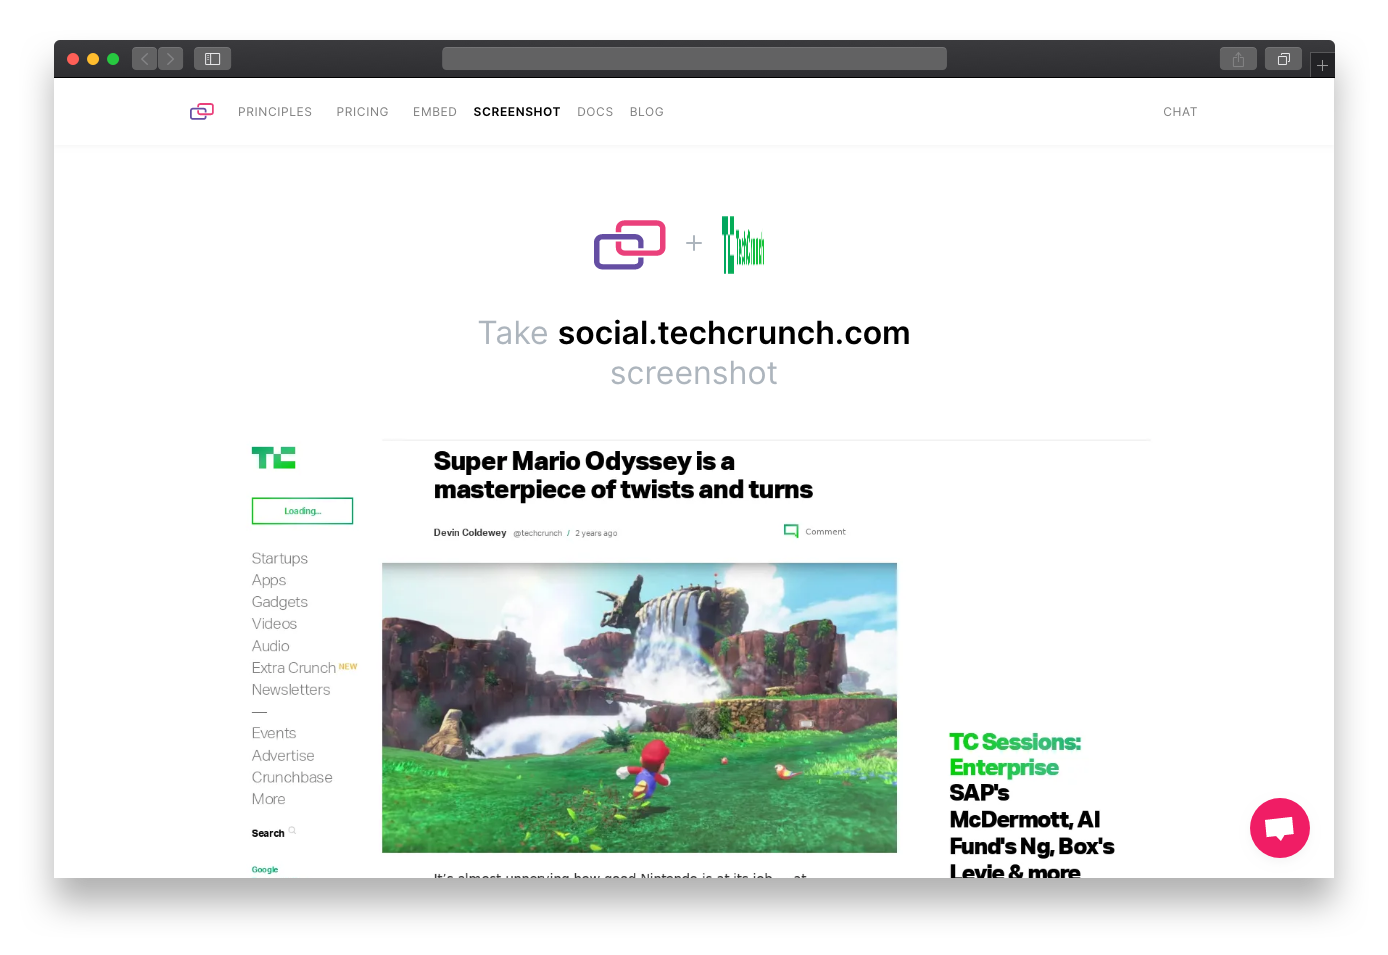 PRINCIPLES PRICING EMBED SCREENSHOT DOCS BLOG CHAT
+ TC TechCrunch
Take social.techcrunch.com
screenshot
TC
Loading...
Startups
Apps
Gadgets
Videos
Audio
Extra Crunch NEW
Newsletters
—
Events
Advertise
Crunchbase
More
Search
Google
Super Mario Odyssey is a
masterpiece of twists and turns
Devin Coldewey @techcrunch / 2 years ago Comment
It's almost unnerving how good Nintendo is at its job — at
TC Sessions:
Enterprise
SAP's
McDermott, AI
Fund's Ng, Box's
Levie & more